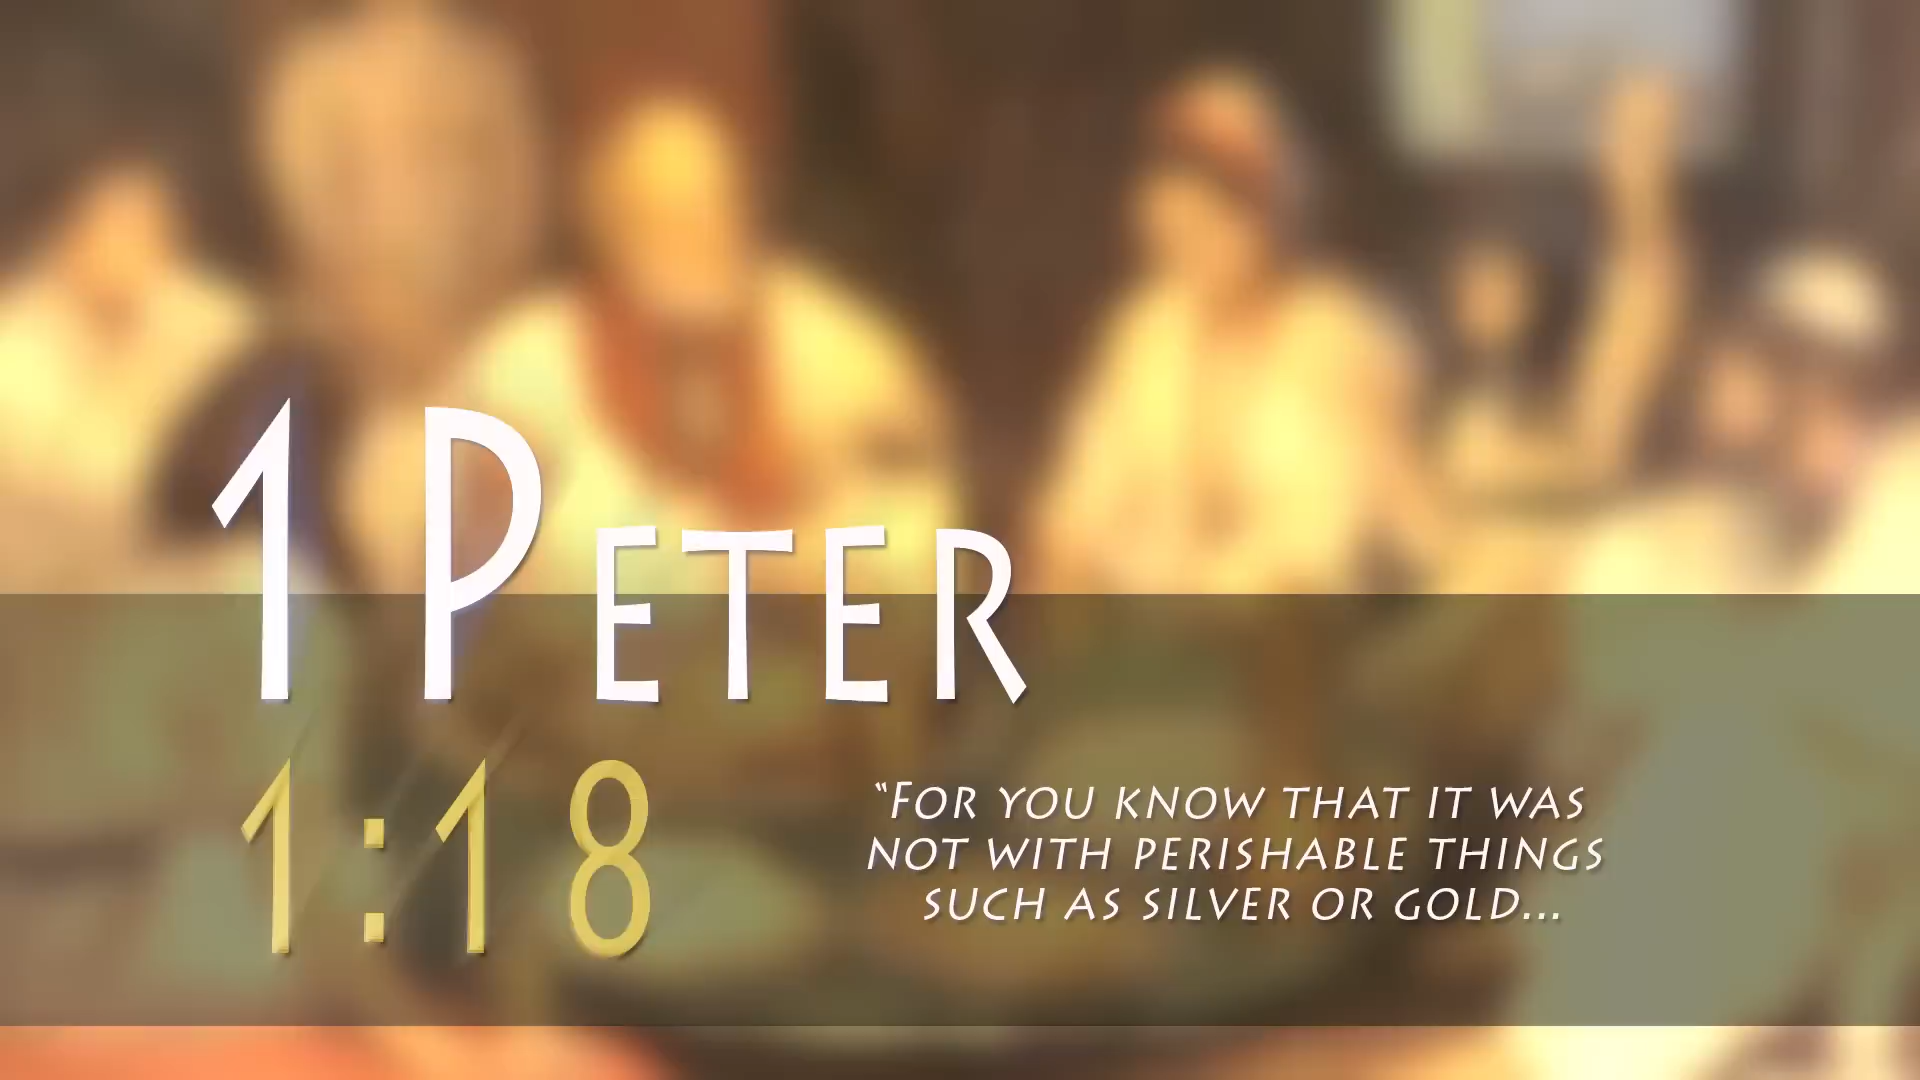 1 Peter
1:18
“For you know that it was
not with perishable things
such as silver or gold...